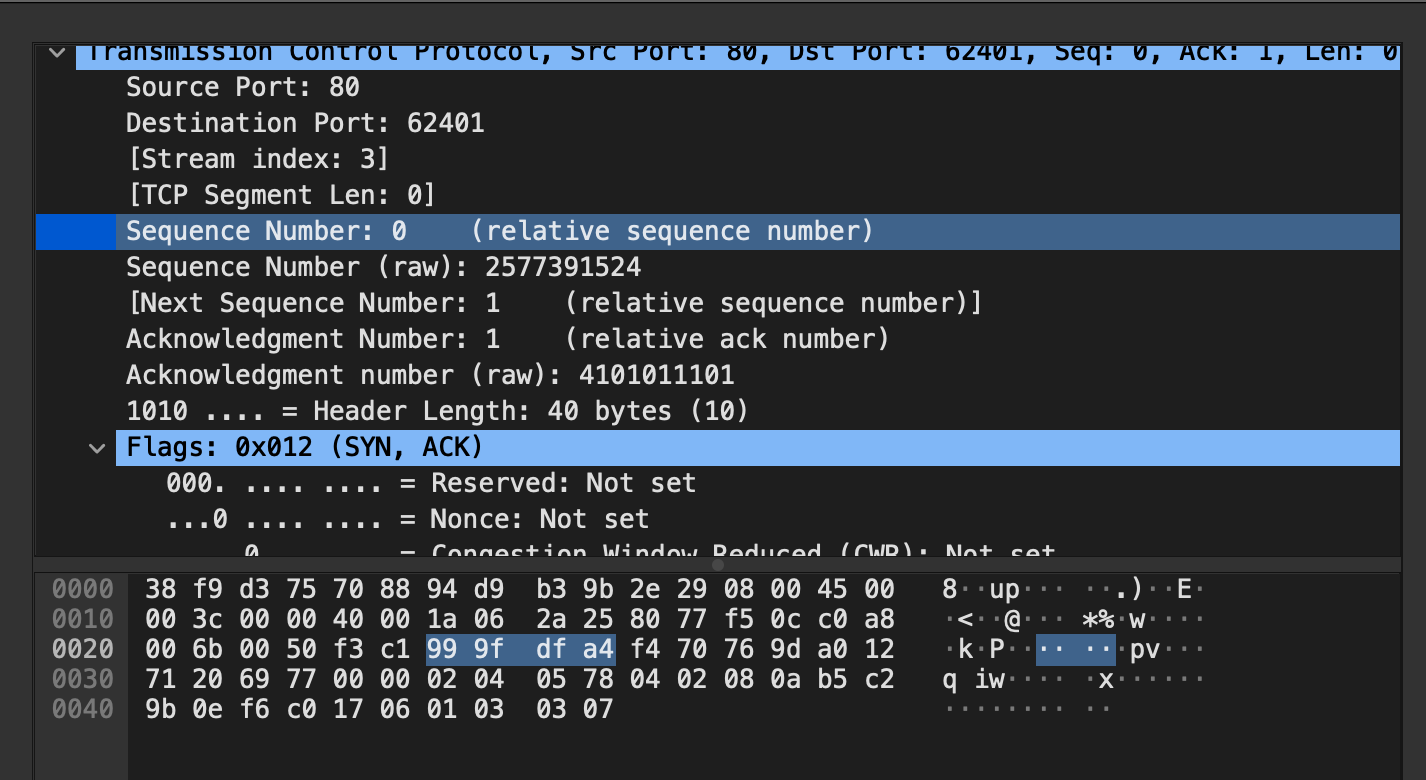 Transmission Control Protocol, Src Port: 80, Dst Port: 62401, Seq: 0, Ack: 1, Len: 0
Source Port: 80
Destination Port: 62401
[Stream index: 3]
[TCP Segment Len: 0]
Sequence Number: 0    (relative sequence number)
Sequence Number (raw): 2577391524
[Next Sequence Number: 1    (relative sequence number)]
Acknowledgment Number: 1    (relative ack number)
Acknowledgment number (raw): 4101011101
1010 .... = Header Length: 40 bytes (10)
Flags: 0x012 (SYN, ACK)
000. .... .... = Reserved: Not set
...0 .... .... = Nonce: Not set
0 = Congestion Window Reduced (CWR): Not set
0000 38 f9 d3 75 70 88 94 d9 b3 9b 2e 29 08 00 45 00 8··up··· ··.)··E·
0010 00 3c 00 00 40 00 1a 06 2a 25 80 77 f5 0c c0 a8 ·<··@··· *%·w····
0020 00 6b 00 50 f3 c1 99 9f df a4 f4 70 76 9d a0 12 ·k·P···· ···pv···
0030 71 20 69 77 00 00 02 04 05 78 04 02 08 0a b5 c2 q iw···· ·x······
0040 9b 0e f6 c0 17 06 01 03 03 07 ········ ··